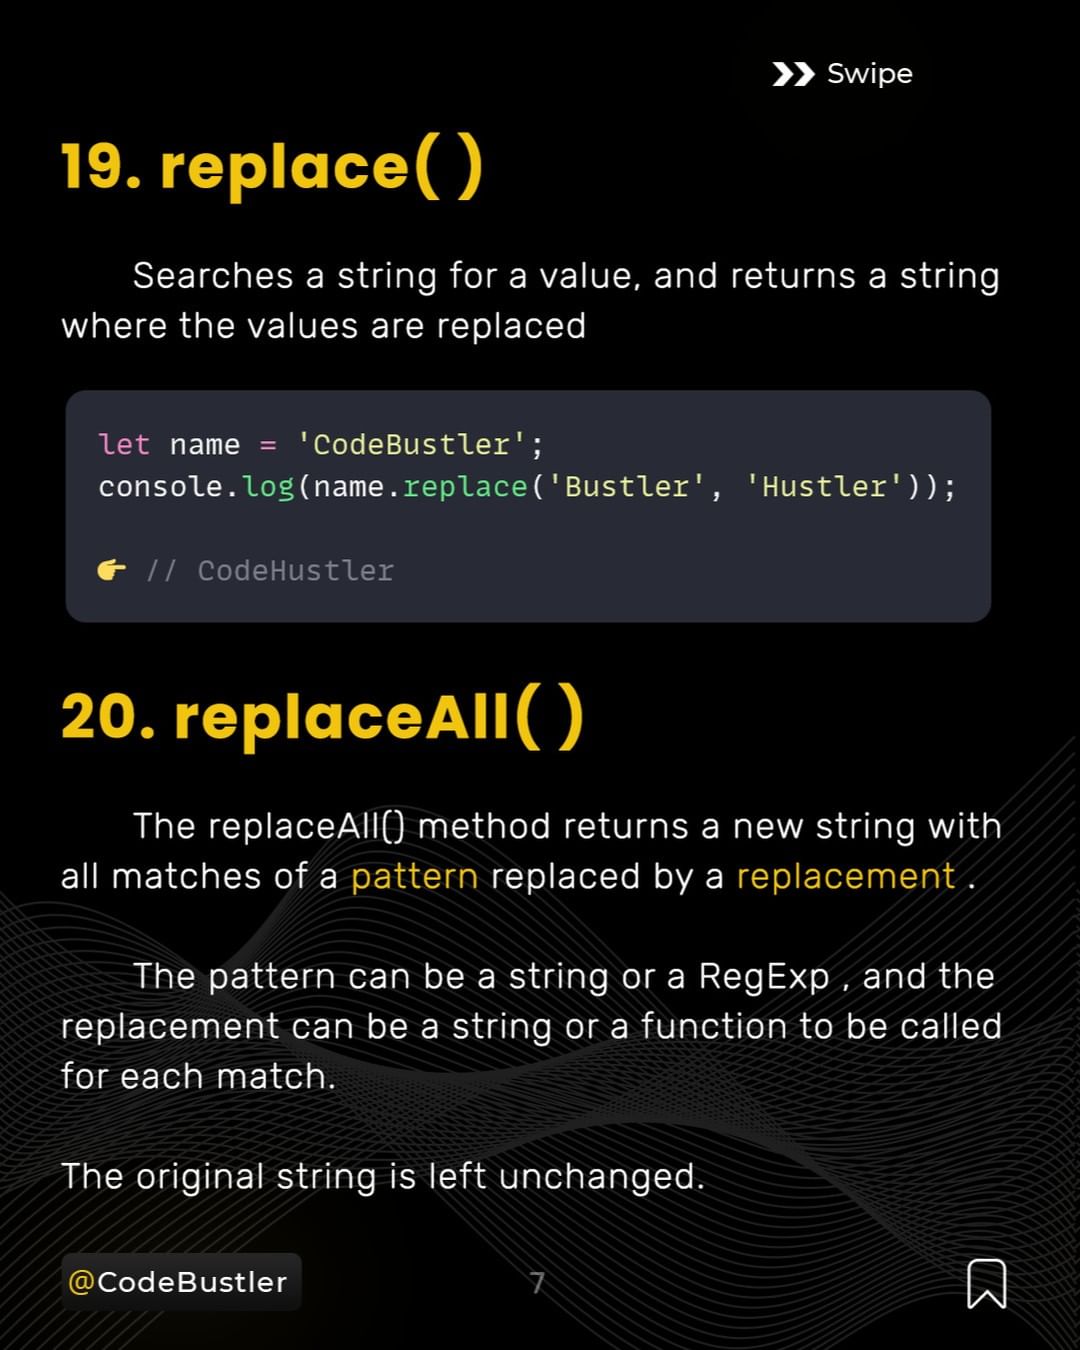 Swipe
19. replace( )
Searches a string for a value, and returns a string
where the values are replaced
let name = 'CodeBustler';
console.log(name.replace('Bustler', 'Hustler'));
👉 // CodeHustler
20. replaceAll( )
The replaceAll() method returns a new string with
all matches of a pattern replaced by a replacement .
The pattern can be a string or a RegExp , and the
replacement can be a string or a function to be called
for each match.
The original string is left unchanged.
@CodeBustler
7